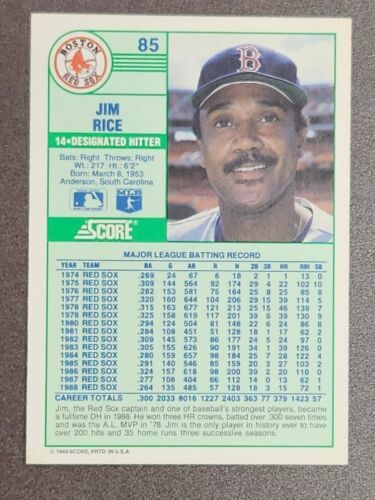 BOSTON
RED SOX
85
B
JIM
RICE
14•DESIGNATED HITTER
Bats: Right Throws: Right
Wt.: 217 Ht.: 6'2"
Born: March 8, 1953
Anderson, South Carolina
MLB
SCORE
MAJOR LEAGUE BATTING RECORD
YEAR TEAM BA G AB R H 2B 3B HR RBI SB
1974 RED SOX .269 24 67 6 18 2 1 1 13 0
1975 RED SOX .309 144 564 92 174 29 4 22 102 10
1976 RED SOX .282 153 581 75 164 25 8 25 85 8
1977 RED SOX .320 160 644 104 206 29 15 39 114 5
1978 RED SOX .315 163 677 121 213 25 15 46 139 7
1979 RED SOX .325 158 619 117 201 39 6 39 130 9
1980 RED SOX .294 124 504 81 148 22 6 24 86 8
1981 RED SOX .284 108 451 51 128 18 1 17 62 2
1982 RED SOX .309 145 573 86 177 24 5 24 97 0
1983 RED SOX .305 155 626 90 191 34 1 39 126 0
1984 RED SOX .280 159 657 98 184 25 7 28 122 4
1985 RED SOX .291 140 546 85 159 20 3 27 103 2
1986 RED SOX .324 157 618 98 200 39 2 20 110 0
1987 RED SOX .277 108 404 66 112 14 0 13 62 1
1988 RED SOX .264 135 485 57 128 18 3 15 72 1
CAREER TOTALS .300 2033 8016 1227 2403 363 77 379 1423 57
Jim, the Red Sox captain and one of baseball's strongest players, became
a fulltime DH in 1988. He won three HR crowns, batted over .300 seven times
and was the A.L. MVP in '78. Jim is the only player in history ever to have
over 200 hits and 35 home runs three successive seasons.
© 1989 SCORE, PRTD. IN U.S.A.